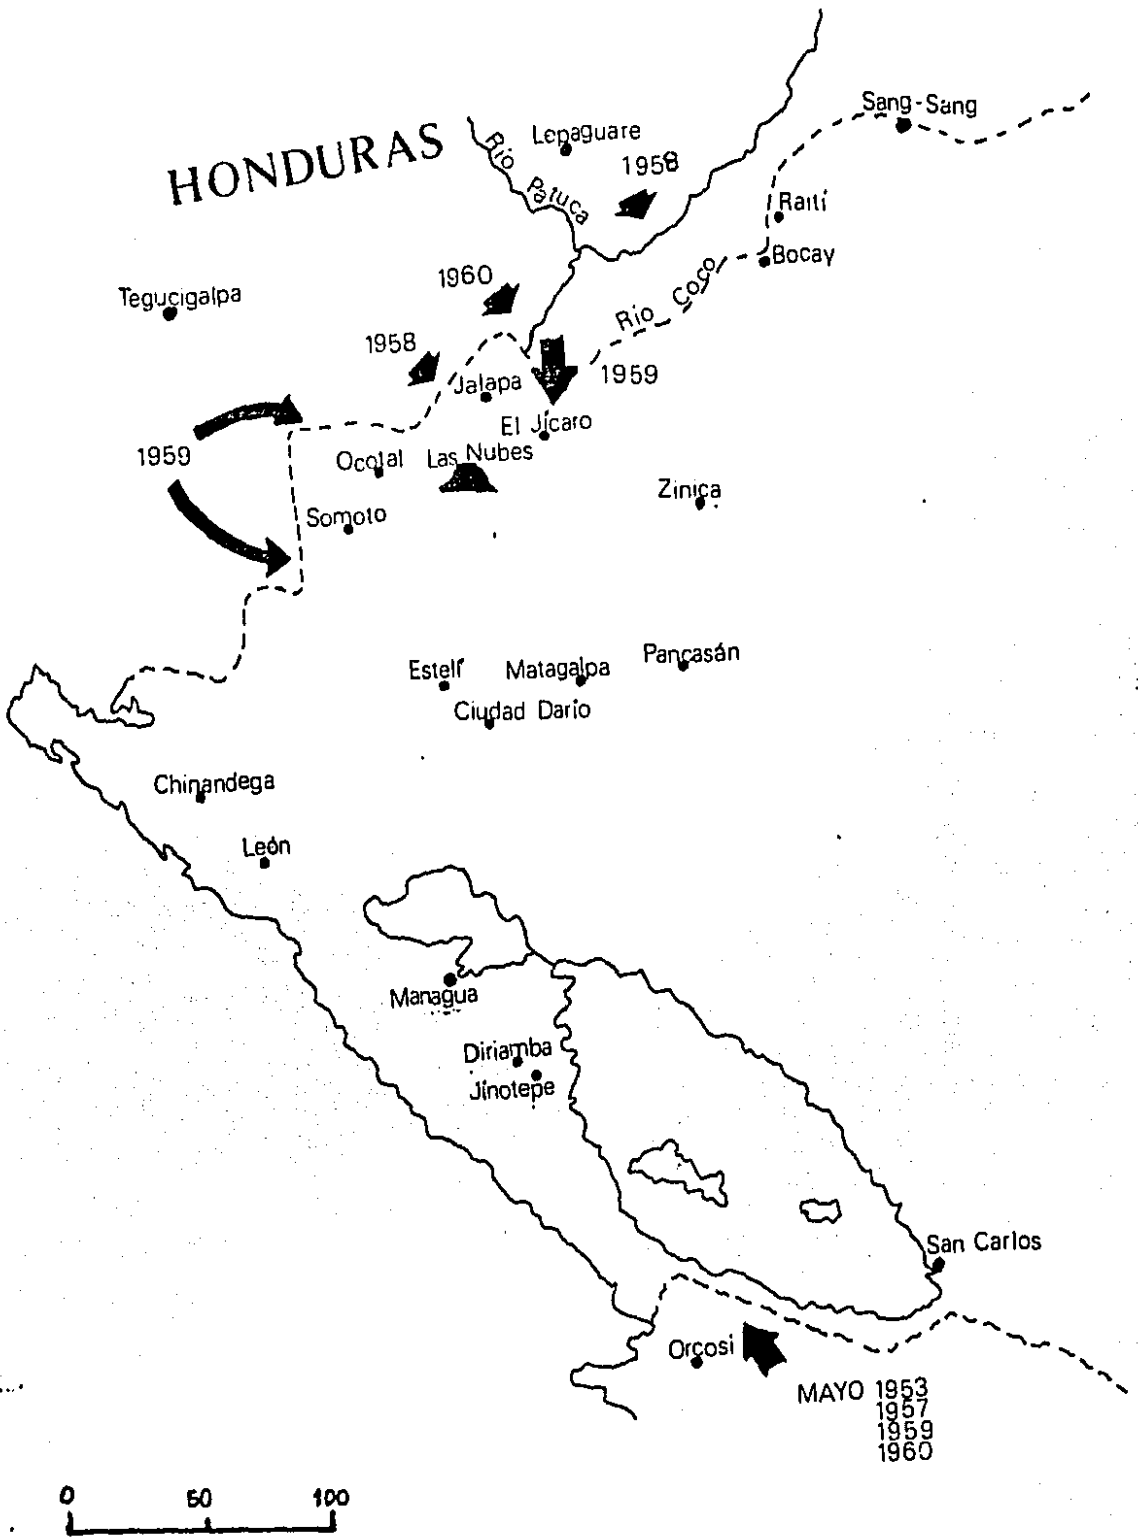 Sang-Sang
HONDURAS
Lepaguare
Río
Patuca
1958
Raití
Bocay
1960
Río Coco
Tegucigalpa
1958
Jalapa
1959
El Jícaro
1959
Ocotal
Las Nubes
Zinica
Somoto
Estelí
Matagalpa
Pancasán
Ciudad Darío
Chinandega
León
Managua
Diriamba
Jinotepe
San Carlos
Orcosi
MAYO 1953
1957
1959
1960
0 50 100